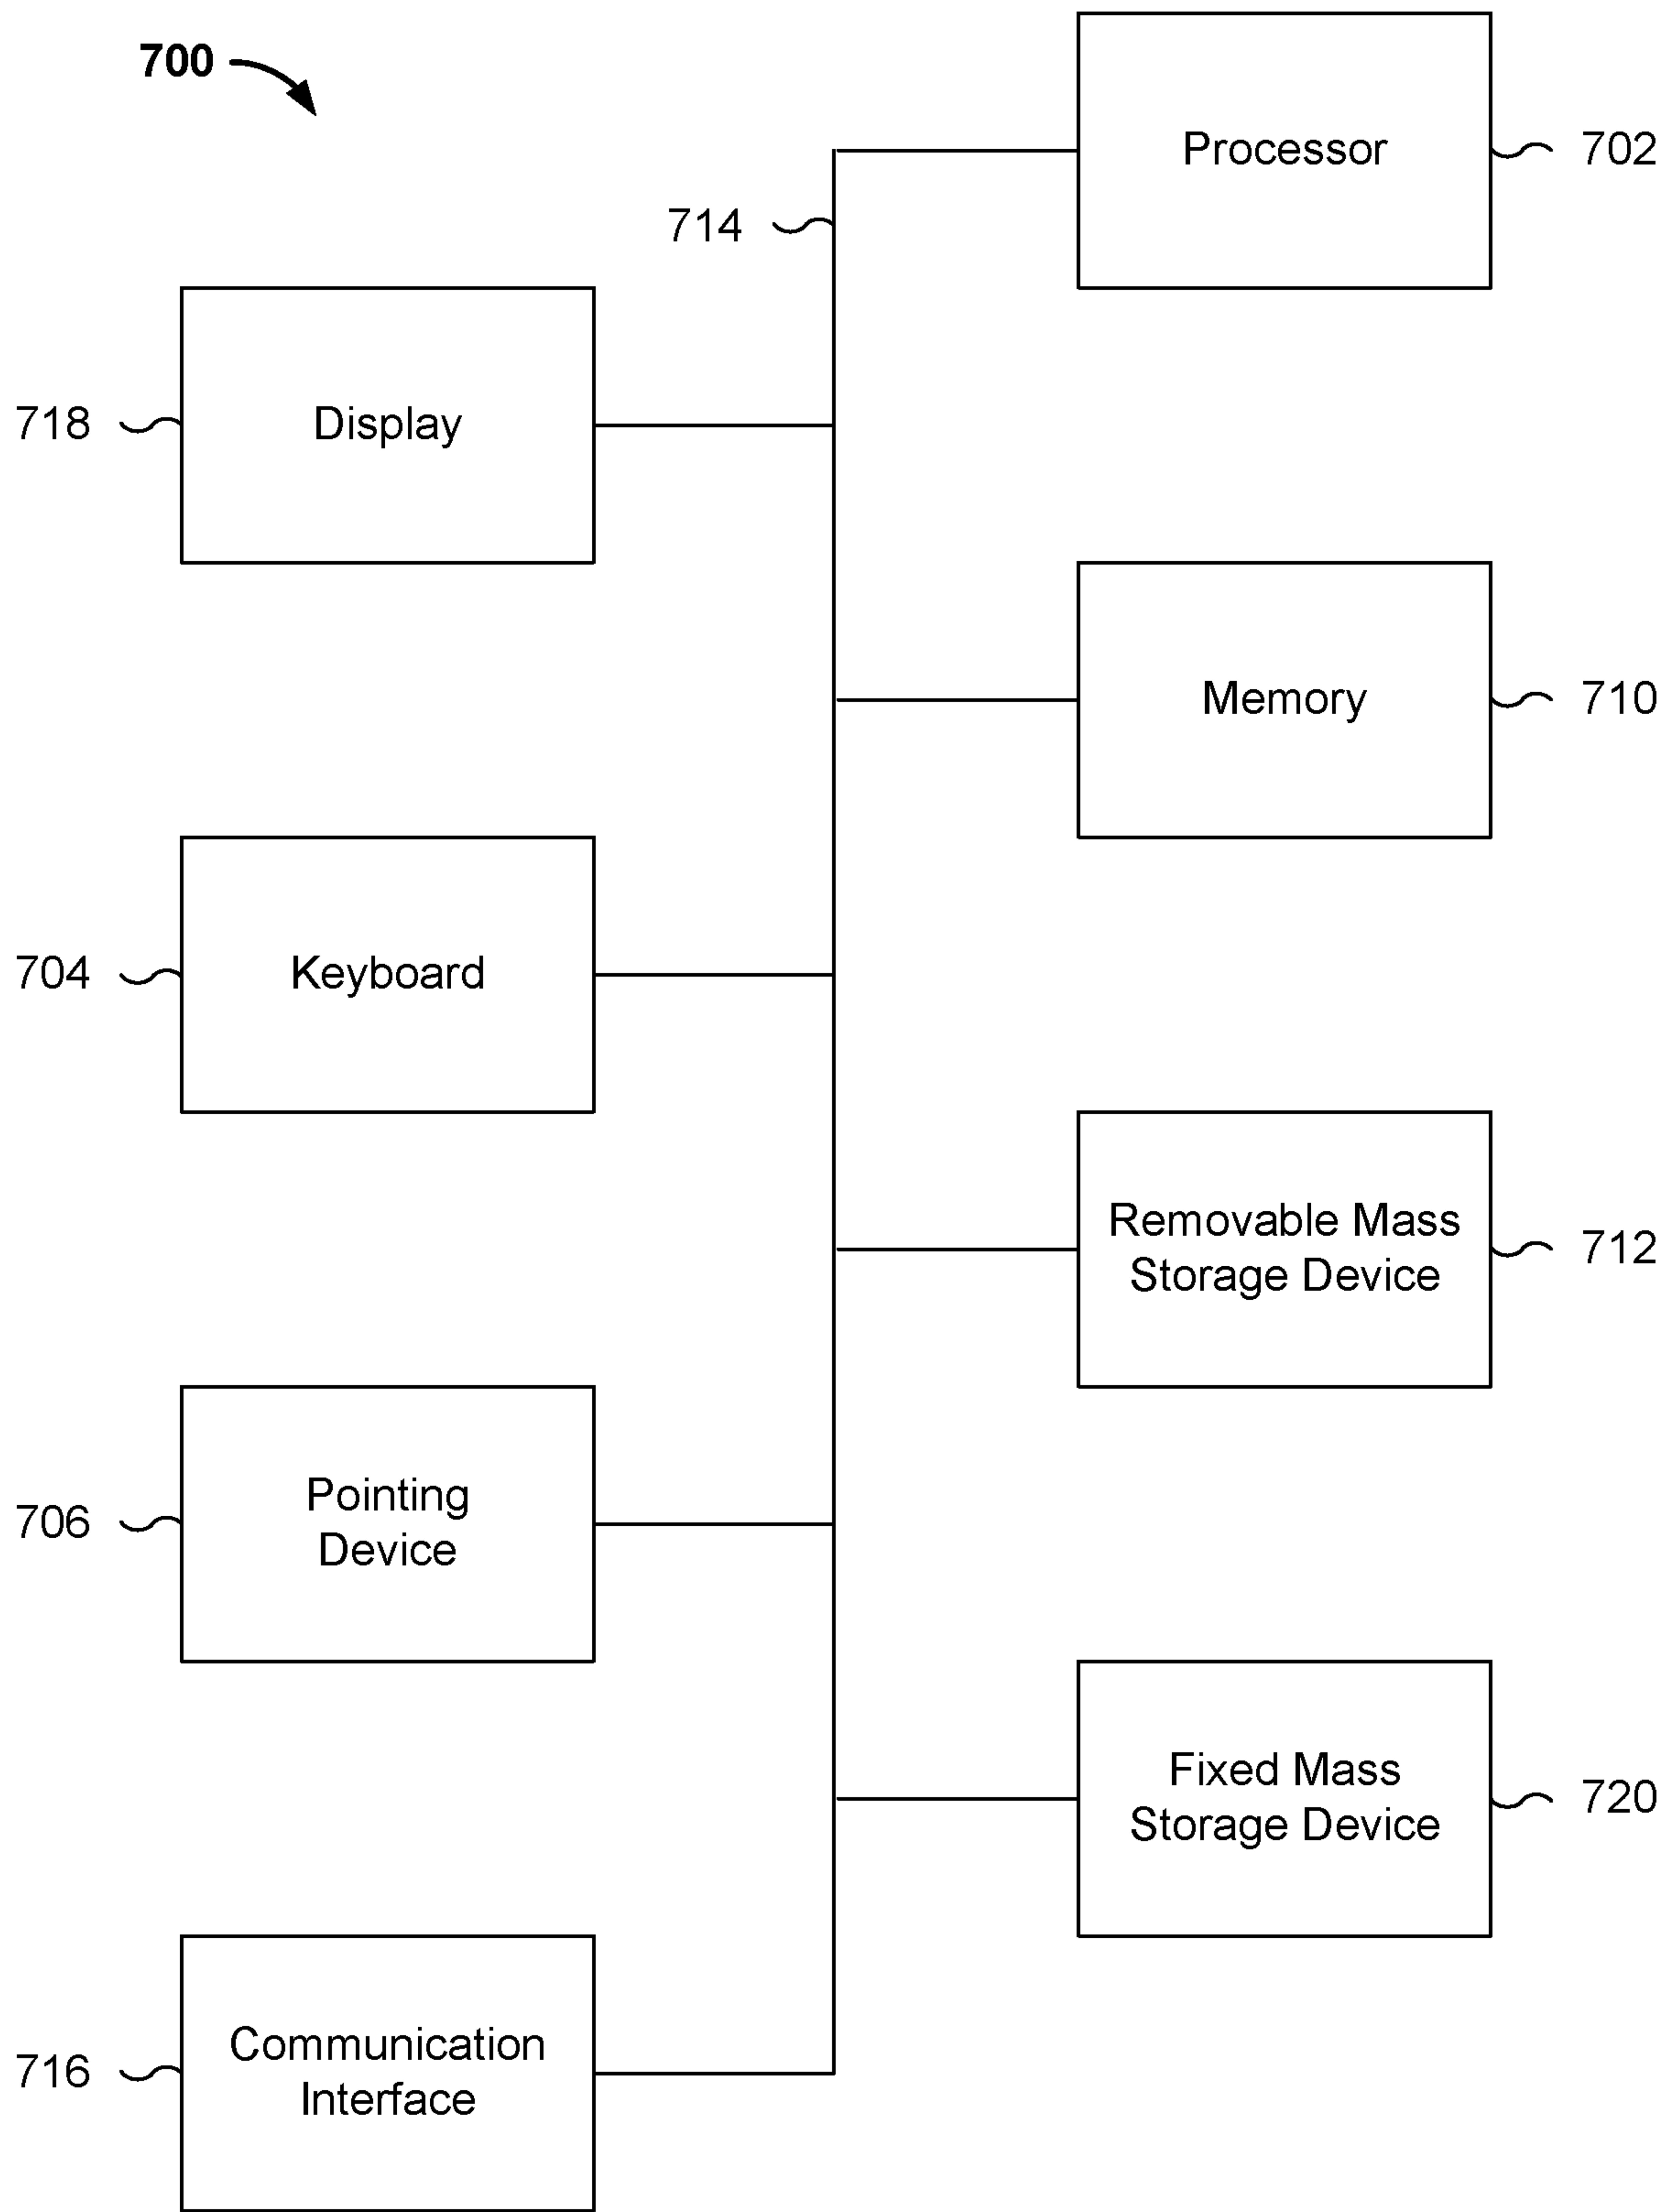 700
Processor
702
714
718
Display
Memory
710
704
Keyboard
Removable Mass
Storage Device
712
706
Pointing
Device
Fixed Mass
Storage Device
720
716
Communication
Interface